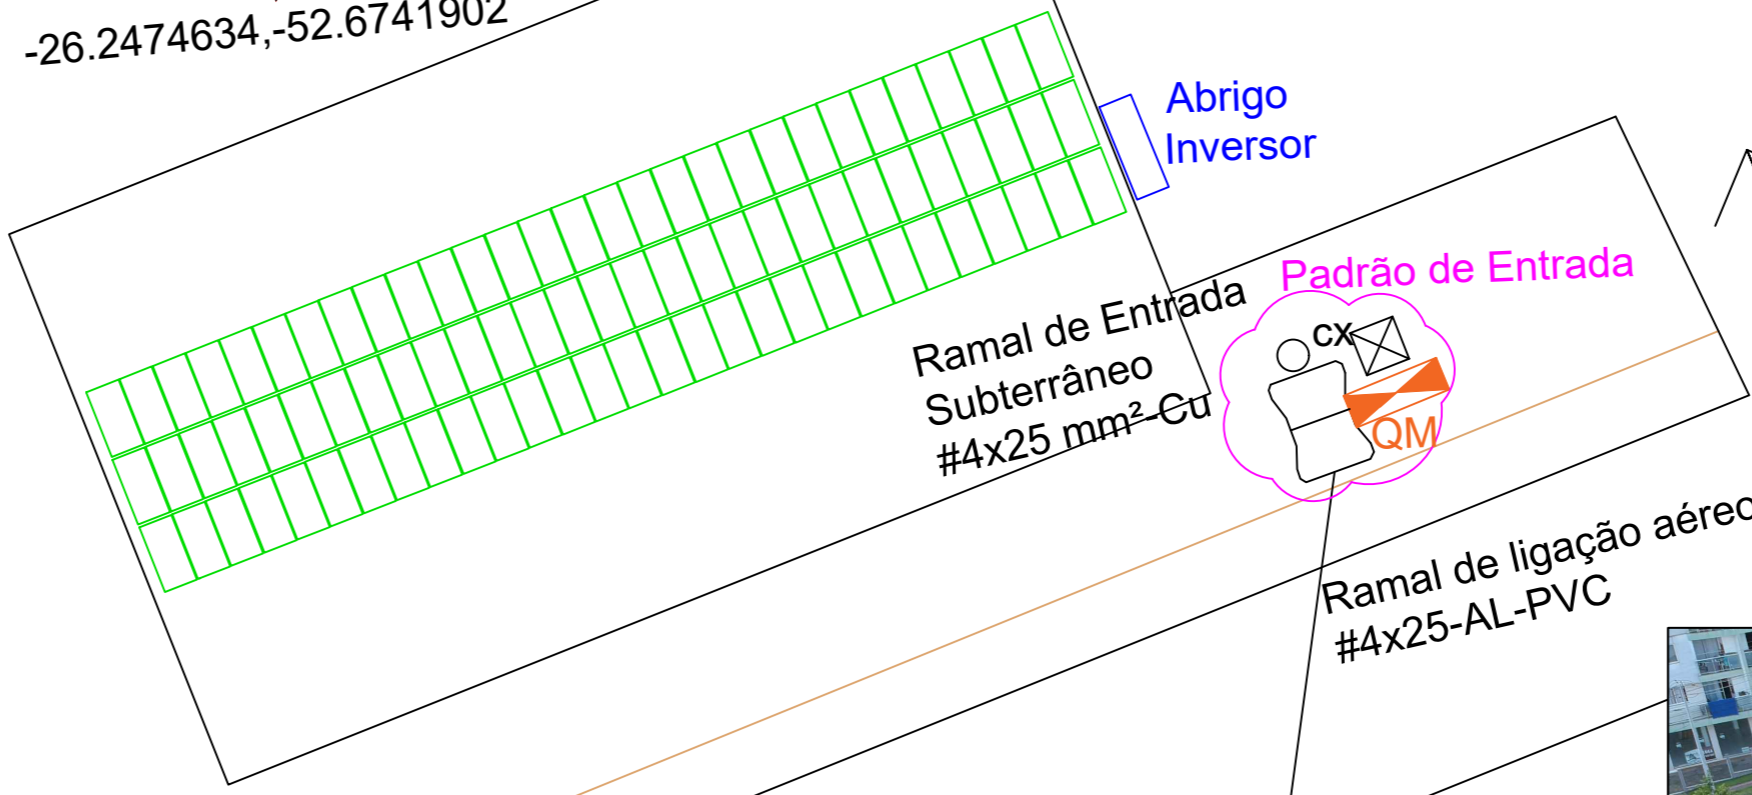 -26.2474634,-52.6741902
Abrigo
Inversor
Padrão de Entrada
Ramal de Entrada
Subterrâneo
#4x25 mm²-Cu
cx
QM
Ramal de ligação aéreo
#4x25-AL-PVC